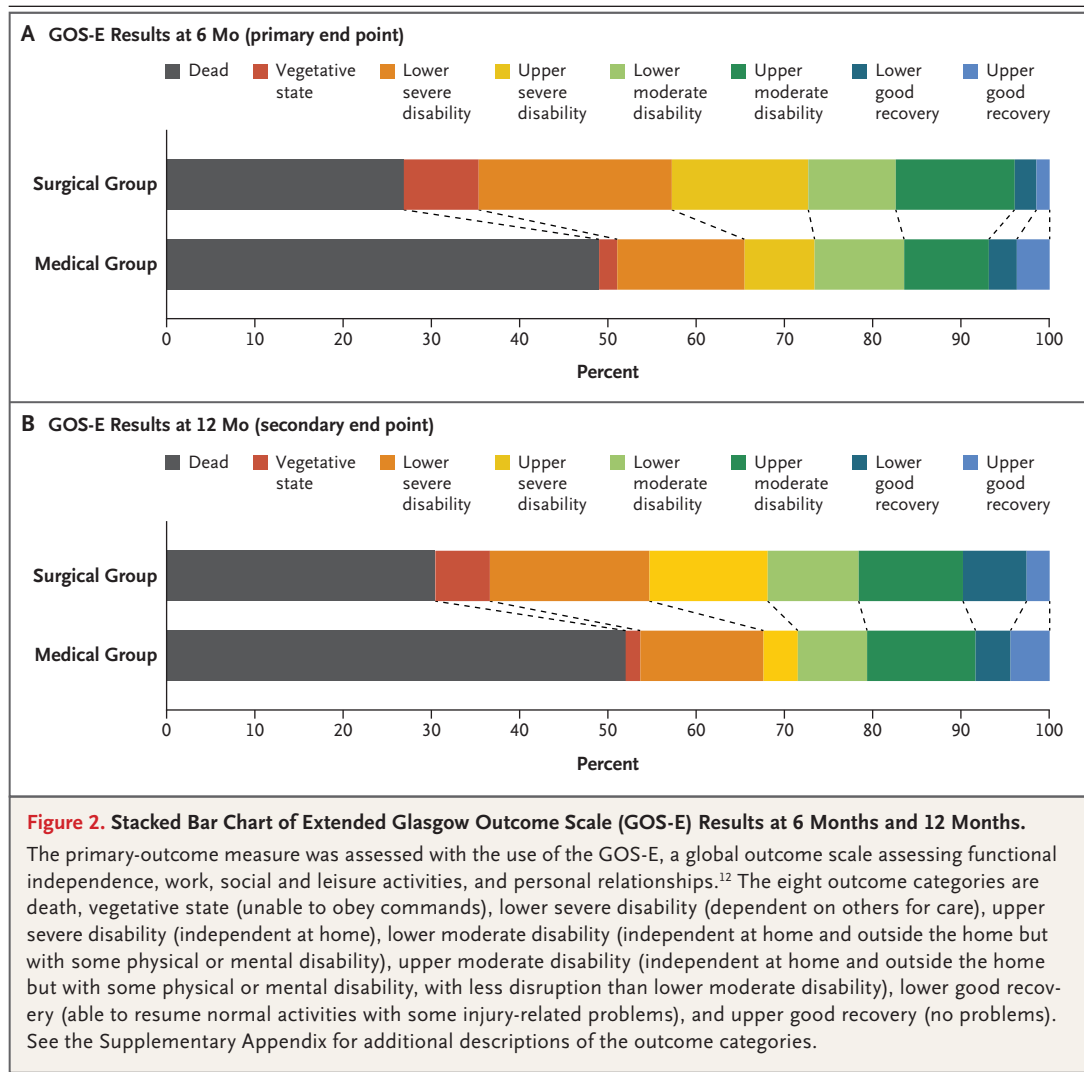 A GOS-E Results at 6 Mo (primary end point)
Dead
Vegetative state
Lower severe disability
Upper severe disability
Lower moderate disability
Upper moderate disability
Lower good recovery
Upper good recovery
Surgical Group
Medical Group
0 10 20 30 40 50 60 70 80 90 100
Percent
B GOS-E Results at 12 Mo (secondary end point)
Dead
Vegetative state
Lower severe disability
Upper severe disability
Lower moderate disability
Upper moderate disability
Lower good recovery
Upper good recovery
Surgical Group
Medical Group
0 10 20 30 40 50 60 70 80 90 100
Percent
Figure 2. Stacked Bar Chart of Extended Glasgow Outcome Scale (GOS-E) Results at 6 Months and 12 Months.
The primary-outcome measure was assessed with the use of the GOS-E, a global outcome scale assessing functional
independence, work, social and leisure activities, and personal relationships.12 The eight outcome categories are
death, vegetative state (unable to obey commands), lower severe disability (dependent on others for care), upper
severe disability (independent at home), lower moderate disability (independent at home and outside the home but
with some physical or mental disability), upper moderate disability (independent at home and outside the home
but with some physical or mental disability, with less disruption than lower moderate disability), lower good recov-
ery (able to resume normal activities with some injury-related problems), and upper good recovery (no problems).
See the Supplementary Appendix for additional descriptions of the outcome categories.